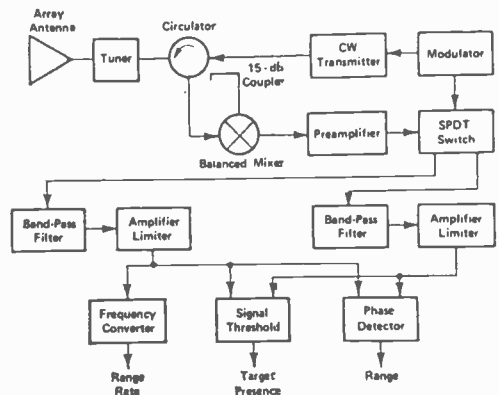 Array
Antenna
Tuner
Circulator
15-db
Coupler
CW
Transmitter
Modulator
Balanced Mixer
Preamplifier
SPDT
Switch
Band-Pass
Filter
Amplifier
Limiter
Band-Pass
Filter
Amplifier
Limiter
Frequency
Converter
Signal
Threshold
Phase
Detector
Range
Rate
Target
Presence
Range